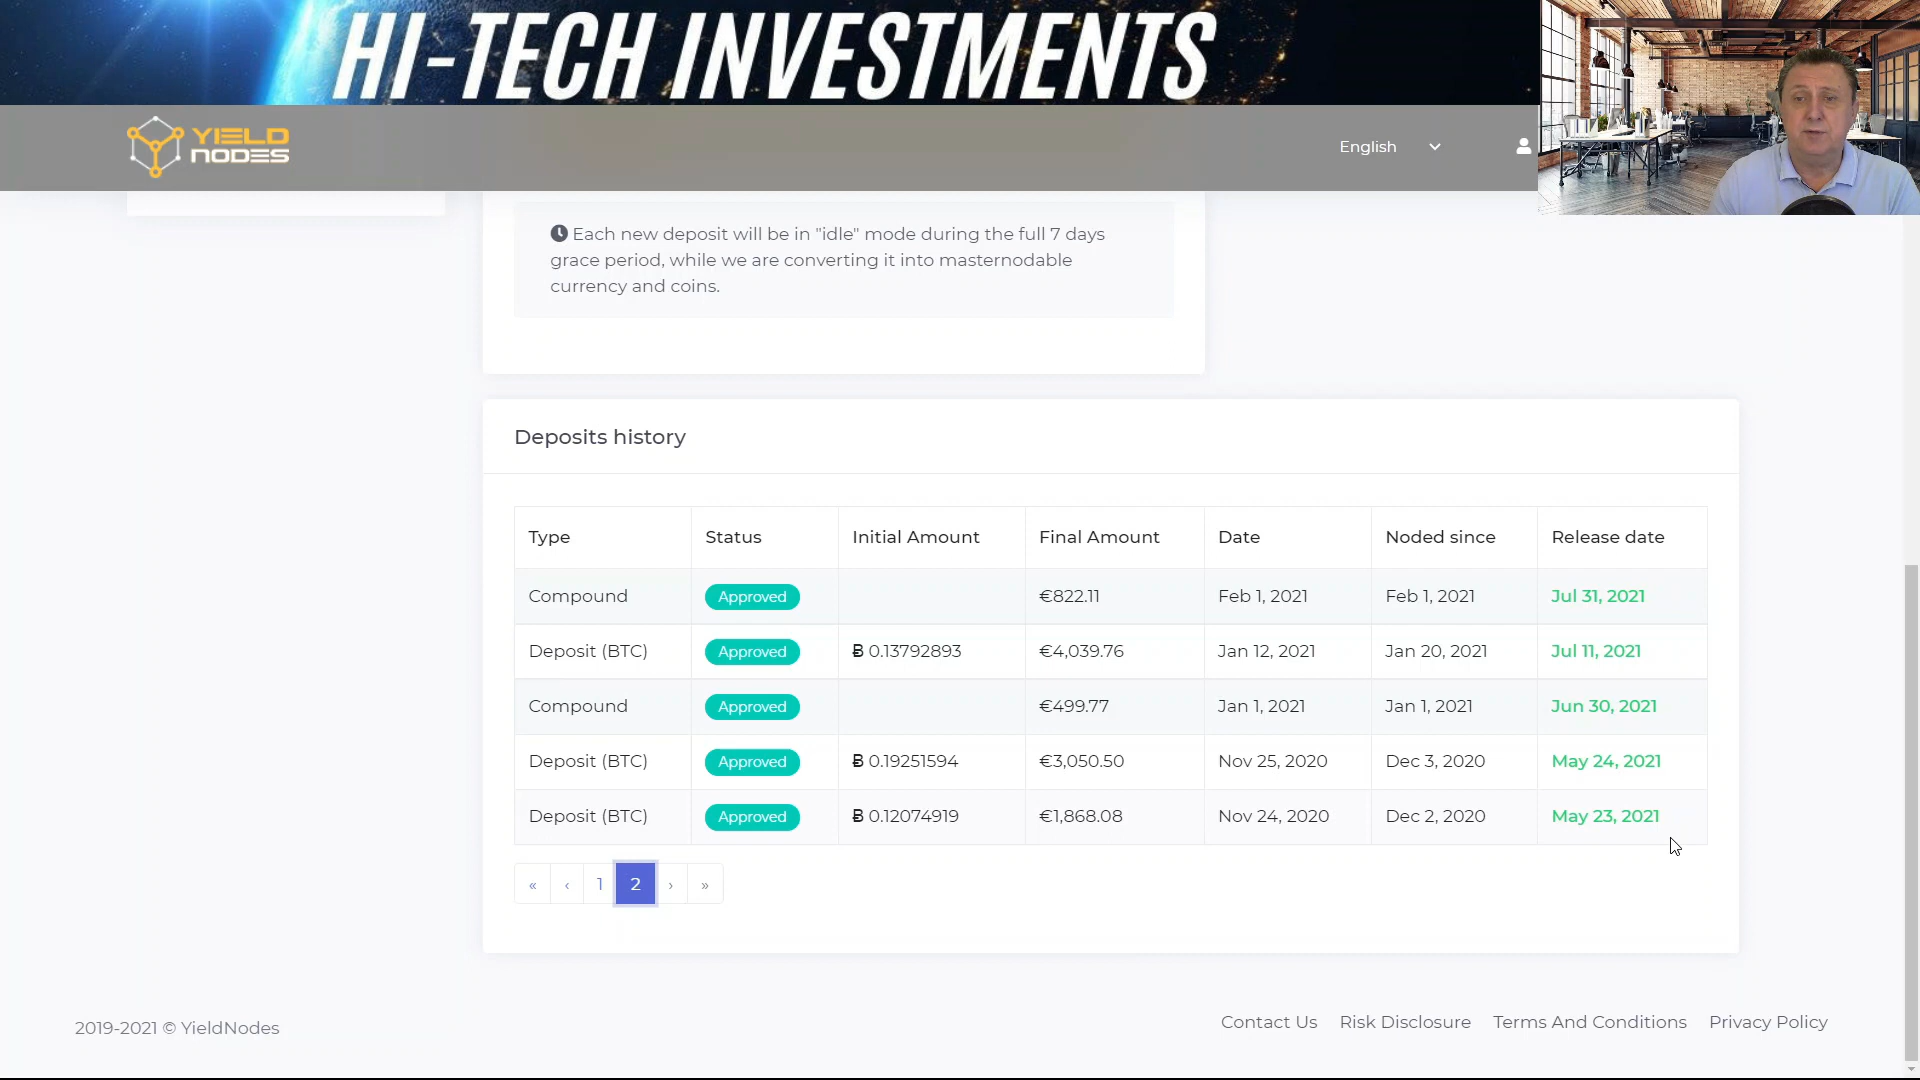 HI-TECH INVESTMENTS
YIELD
NODES
English
Each new deposit will be in "idle" mode during the full 7 days
grace period, while we are converting it into masternodable
currency and coins.
Deposits history
Type Status Initial Amount Final Amount Date Noded since Release date
Compound Approved €822.11 Feb 1, 2021 Feb 1, 2021 Jul 31, 2021
Deposit (BTC) Approved Ƀ 0.13792893 €4,039.76 Jan 12, 2021 Jan 20, 2021 Jul 11, 2021
Compound Approved €499.77 Jan 1, 2021 Jan 1, 2021 Jun 30, 2021
Deposit (BTC) Approved Ƀ 0.19251594 €3,050.50 Nov 25, 2020 Dec 3, 2020 May 24, 2021
Deposit (BTC) Approved Ƀ 0.12074919 €1,868.08 Nov 24, 2020 Dec 2, 2020 May 23, 2021
« ‹ 1 2 › »
2019-2021 © YieldNodes
Contact Us Risk Disclosure Terms And Conditions Privacy Policy